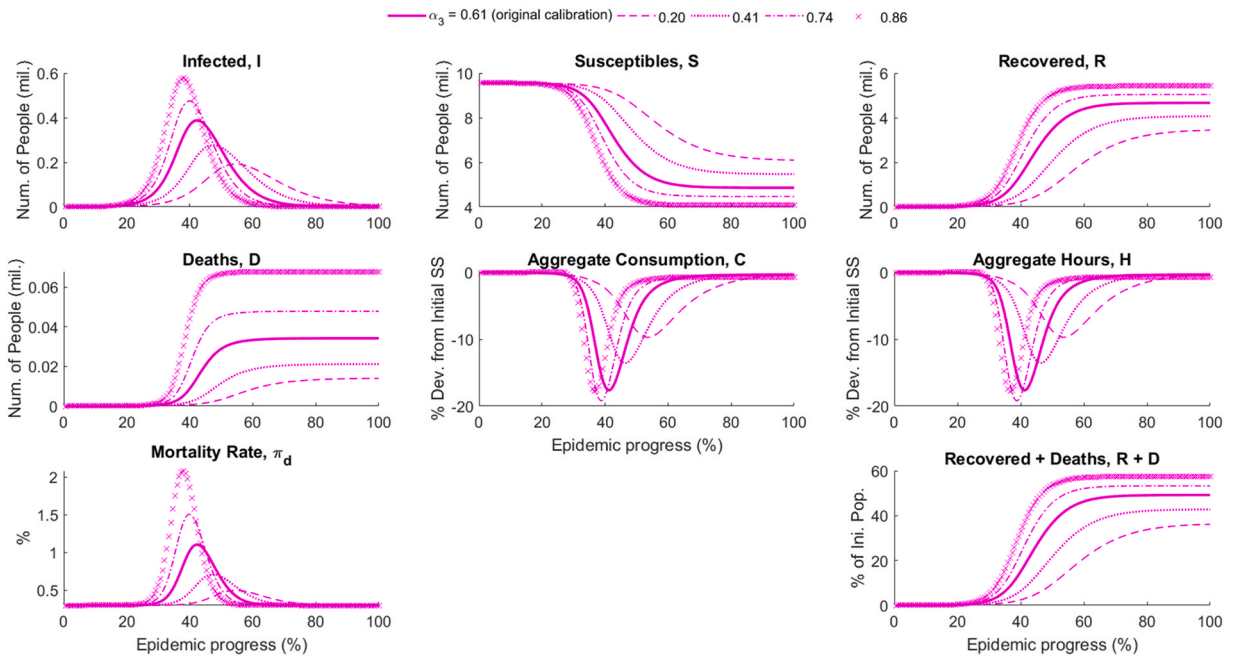 α₃ = 0.61 (original calibration) 0.20 0.41 0.74 0.86
Infected, I
Num. of People (mil.)
0.6
0.4
0.2
0
0 20 40 60 80 100
Susceptibles, S
Num. of People (mil.)
10
8
6
4
0 20 40 60 80 100
Recovered, R
Num. of People (mil.)
6
4
2
0
0 20 40 60 80 100
Deaths, D
Num. of People (mil.)
0.06
0.04
0.02
0
0 20 40 60 80 100
Aggregate Consumption, C
% Dev. from Initial SS
0
-10
-20
0 20 40 60 80 100
Epidemic progress (%)
Aggregate Hours, H
% Dev. from Initial SS
0
-10
-20
0 20 40 60 80 100
Mortality Rate, π_d
%
2
1.5
1
0.5
0 20 40 60 80 100
Epidemic progress (%)
Recovered + Deaths, R + D
% of Ini. Pop.
60
40
20
0
0 20 40 60 80 100
Epidemic progress (%)